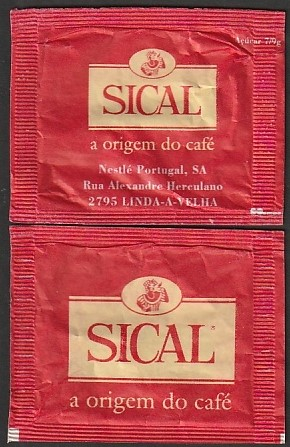 Açúcar 7/9g
SICAL
a origem do café
Nestlé Portugal, SA
Rua Alexandre Herculano
2795 LINDA-A-VELHA
SICAL
a origem do café